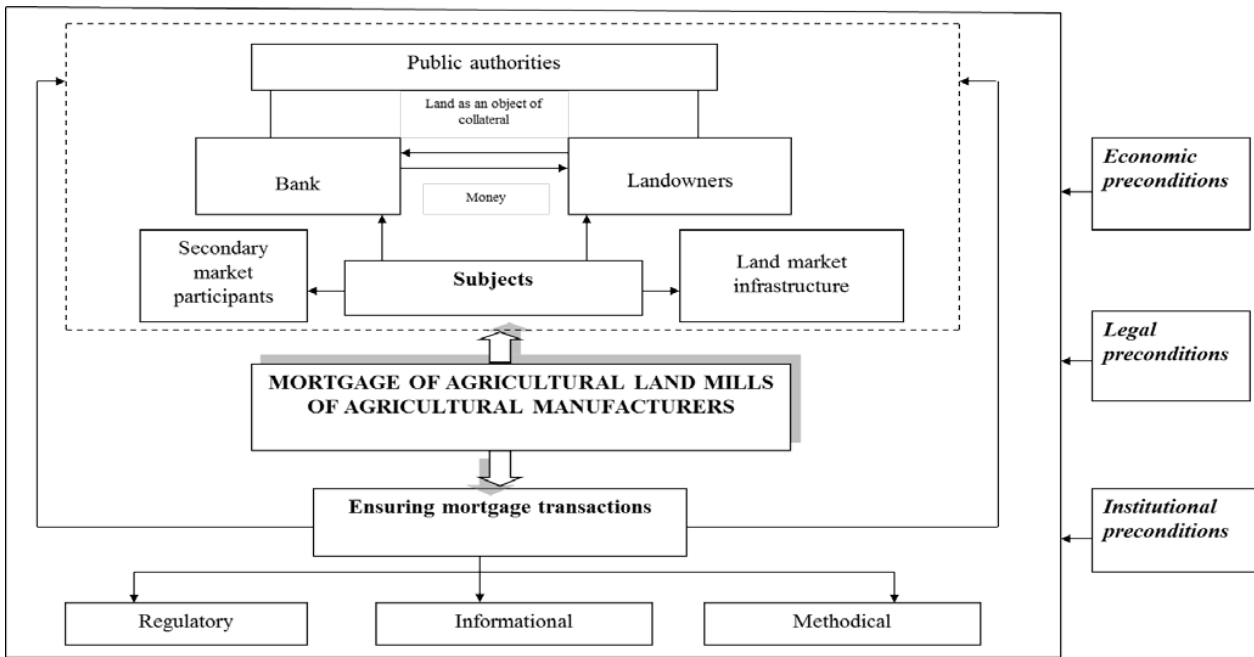 Public authorities
Land as an object of
collateral
Bank
Landowners
Money
Secondary
market
participants
Subjects
Land market
infrastructure
MORTGAGE OF AGRICULTURAL LAND MILLS
OF AGRICULTURAL MANUFACTURERS
Ensuring mortgage transactions
Regulatory
Informational
Methodical
Economic
preconditions
Legal
preconditions
Institutional
preconditions